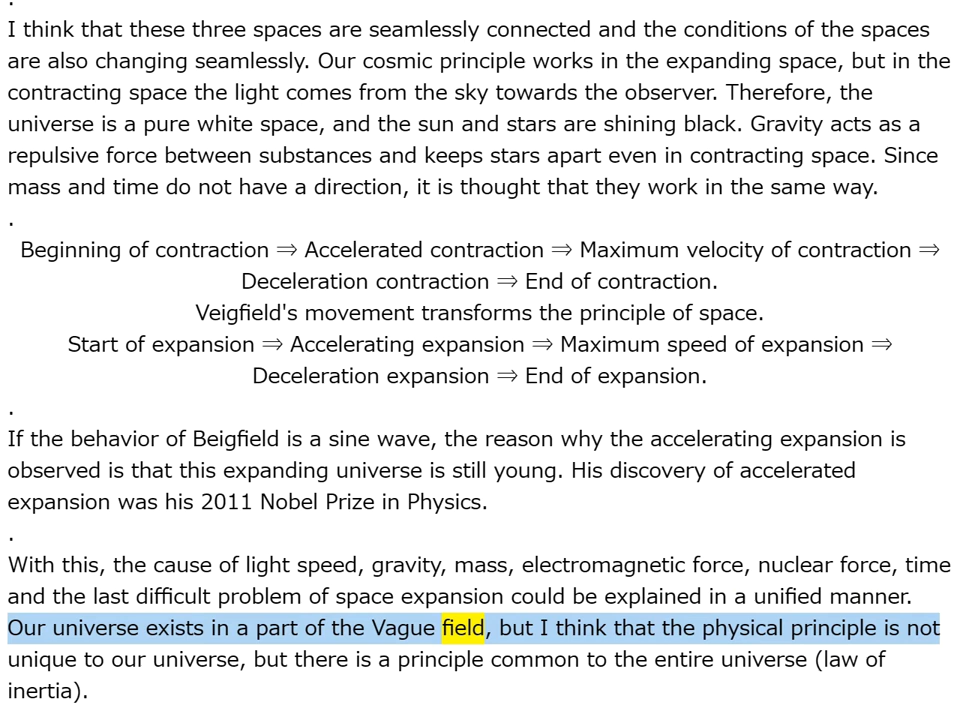 .
I think that these three spaces are seamlessly connected and the conditions of the spaces
are also changing seamlessly. Our cosmic principle works in the expanding space, but in the
contracting space the light comes from the sky towards the observer. Therefore, the
universe is a pure white space, and the sun and stars are shining black. Gravity acts as a
repulsive force between substances and keeps stars apart even in contracting space. Since
mass and time do not have a direction, it is thought that they work in the same way.
.
Beginning of contraction ⇒ Accelerated contraction ⇒ Maximum velocity of contraction ⇒
Deceleration contraction ⇒ End of contraction.
Veigfield's movement transforms the principle of space.
Start of expansion ⇒ Accelerating expansion ⇒ Maximum speed of expansion ⇒
Deceleration expansion ⇒ End of expansion.
.
If the behavior of Beigfield is a sine wave, the reason why the accelerating expansion is
observed is that this expanding universe is still young. His discovery of accelerated
expansion was his 2011 Nobel Prize in Physics.
.
With this, the cause of light speed, gravity, mass, electromagnetic force, nuclear force, time
and the last difficult problem of space expansion could be explained in a unified manner.
Our universe exists in a part of the Vague field, but I think that the physical principle is not
unique to our universe, but there is a principle common to the entire universe (law of
inertia).